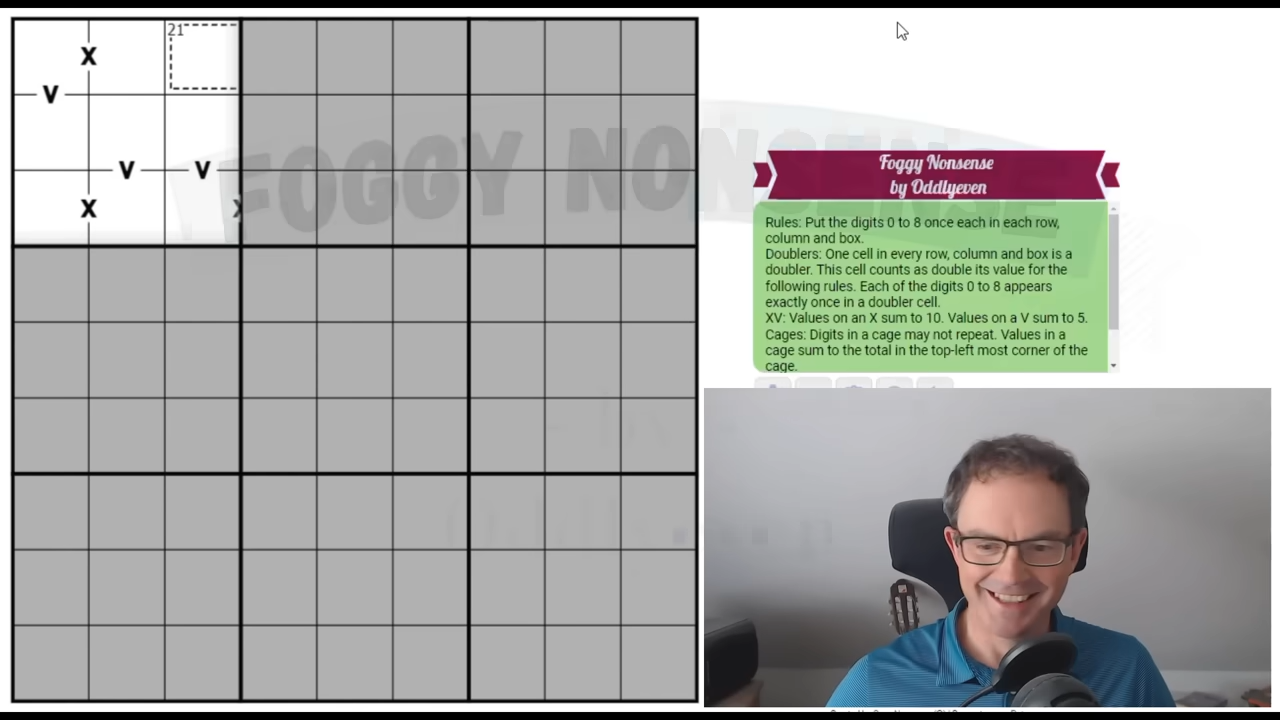 X
21
V
V
V
X
FOGGY NONSENSE
Foggy Nonsense
by Oddlyeven
Rules: Put the digits 0 to 8 once each in each row,
column and box.
Doublers: One cell in every row, column and box is a
doubler. This cell counts as double its value for the
following rules. Each of the digits 0 to 8 appears
exactly once in a doubler cell.
XV: Values on an X sum to 10. Values on a V sum to 5.
Cages: Digits in a cage may not repeat. Values in a
cage sum to the total in the top-left most corner of the
cage.